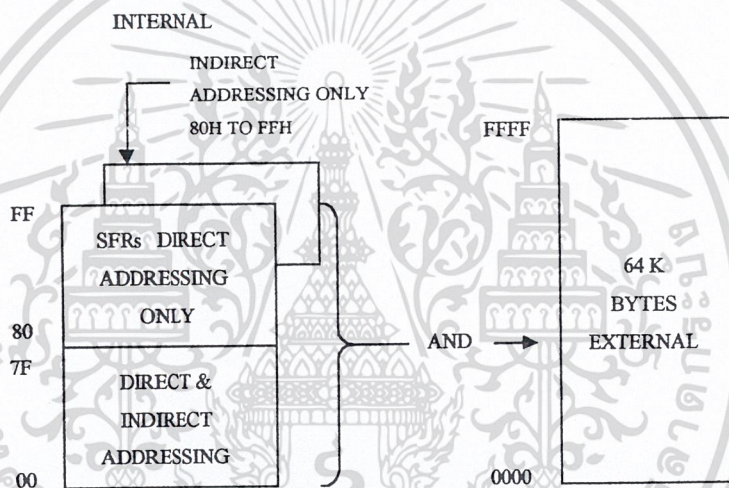 INTERNAL
INDIRECT
ADDRESSING ONLY
80H TO FFH
FF
SFRs DIRECT
ADDRESSING
ONLY
80
7F
DIRECT &
INDIRECT
ADDRESSING
00
AND
FFFF
64 K
BYTES
EXTERNAL
0000